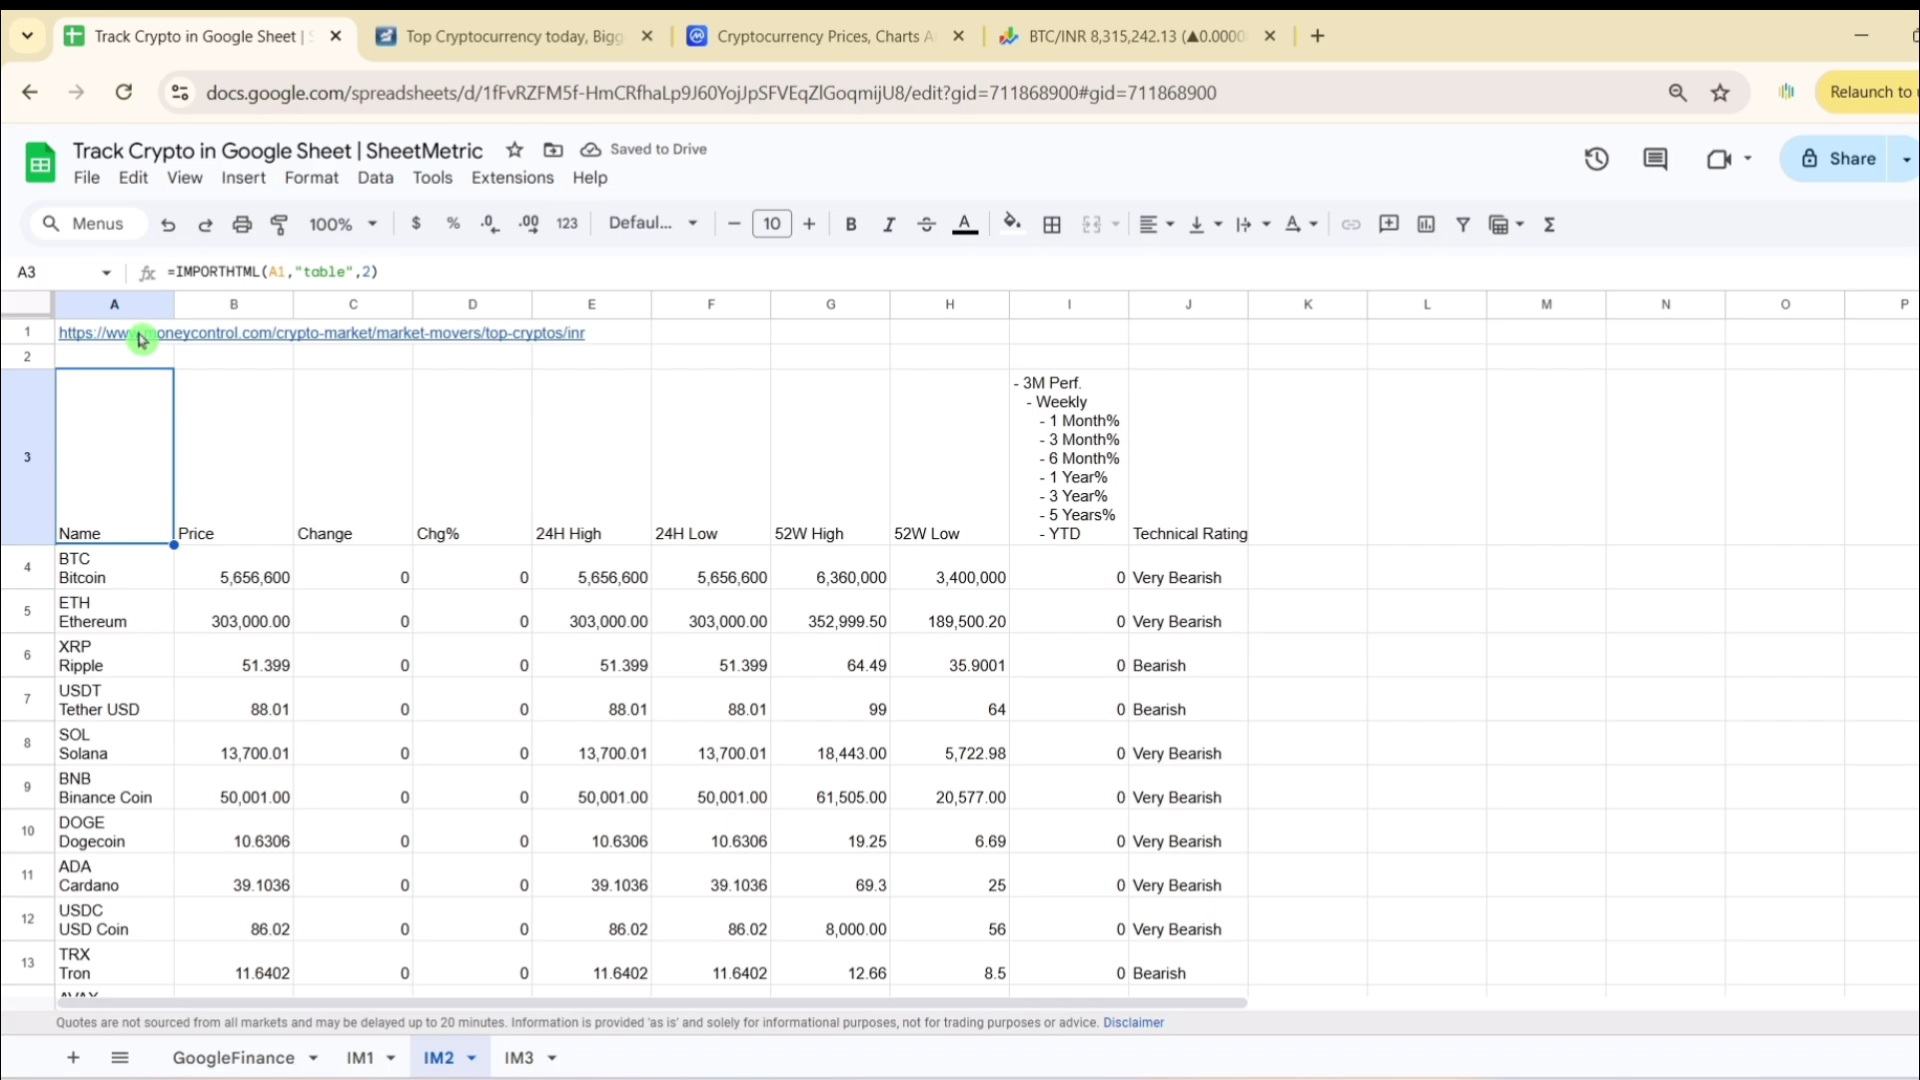 Track Crypto in Google Sheet | S
Top Cryptocurrency today, Bigg
Cryptocurrency Prices, Charts A
BTC/INR 8,315,242.13 (▲0.0000
docs.google.com/spreadsheets/d/1fFvRZFM5f-HmCRfhaLp9J60YojJpSFVEqZlGoqmijU8/edit?gid=711868900#gid=711868900
Relaunch to u
Track Crypto in Google Sheet | SheetMetric
Saved to Drive
File Edit View Insert Format Data Tools Extensions Help
Share
Menus 100% $ % .0 .00 123 Defaul... 10 B I A
A3 fx =IMPORTHTML(A1,"table",2)
A B C D E F G H I J K L M N O P
1 https://www.moneycontrol.com/crypto-market/market-movers/top-cryptos/inr
2
- 3M Perf.
- Weekly
- 1 Month%
- 3 Month%
- 6 Month%
- 1 Year%
- 3 Year%
- 5 Years%
- YTD
3 Name Price Change Chg% 24H High 24H Low 52W High 52W Low Technical Rating
4 BTC
Bitcoin 5,656,600 0 0 5,656,600 5,656,600 6,360,000 3,400,000 0 Very Bearish
5 ETH
Ethereum 303,000.00 0 0 303,000.00 303,000.00 352,999.50 189,500.20 0 Very Bearish
6 XRP
Ripple 51.399 0 0 51.399 51.399 64.49 35.9001 0 Bearish
7 USDT
Tether USD 88.01 0 0 88.01 88.01 99 64 0 Bearish
8 SOL
Solana 13,700.01 0 0 13,700.01 13,700.01 18,443.00 5,722.98 0 Very Bearish
9 BNB
Binance Coin 50,001.00 0 0 50,001.00 50,001.00 61,505.00 20,577.00 0 Very Bearish
10 DOGE
Dogecoin 10.6306 0 0 10.6306 10.6306 19.25 6.69 0 Very Bearish
11 ADA
Cardano 39.1036 0 0 39.1036 39.1036 69.3 25 0 Very Bearish
12 USDC
USD Coin 86.02 0 0 86.02 86.02 8,000.00 56 0 Very Bearish
13 TRX
Tron 11.6402 0 0 11.6402 11.6402 12.66 8.5 0 Bearish
AVAX
Quotes are not sourced from all markets and may be delayed up to 20 minutes. Information is provided 'as is' and solely for informational purposes, not for trading purposes or advice. Disclaimer
GoogleFinance IM1 IM2 IM3